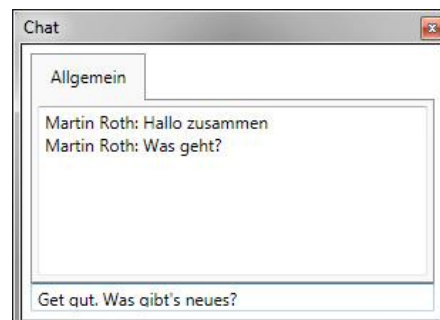 Chat
Allgemein
Martin Roth: Hallo zusammen
Martin Roth: Was geht?
Get gut. Was gibt's neues?